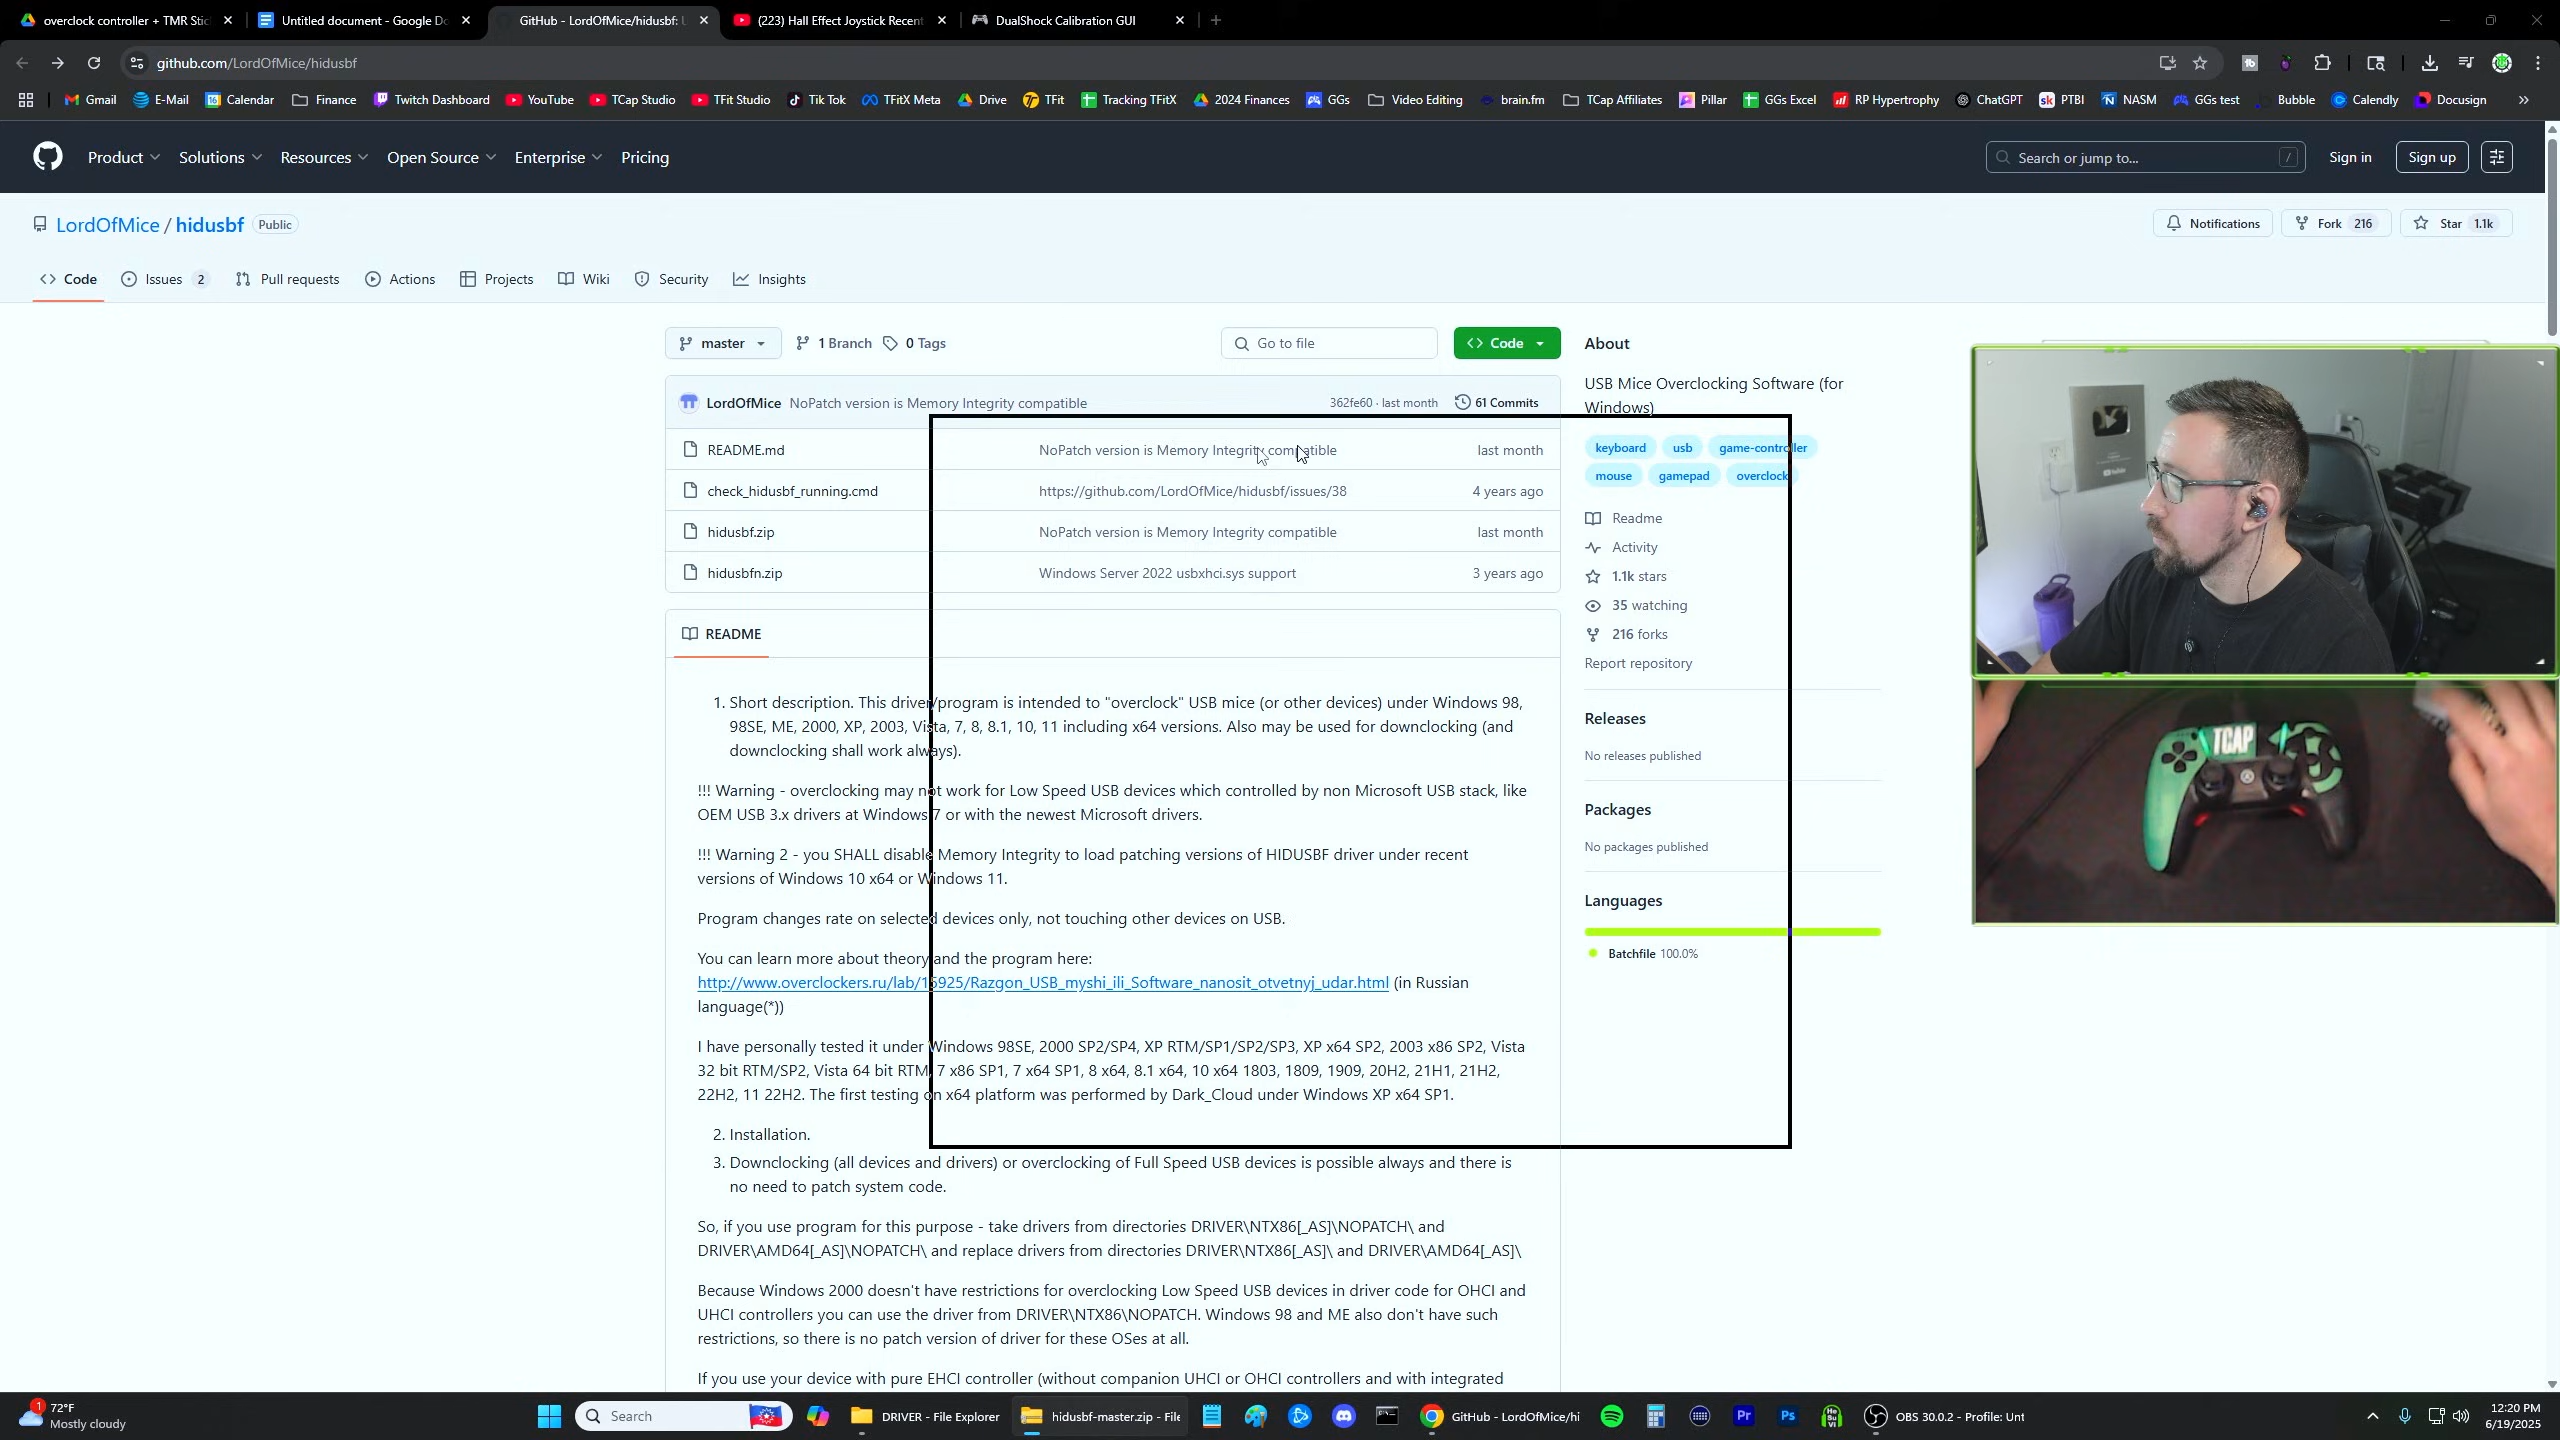 overclock controller + TMR Stic
Untitled document - Google Do
GitHub - LordOfMice/hidusbf: U
(223) Hall Effect Joystick Recent
DualShock Calibration GUI
github.com/LordOfMice/hidusbf
Gmail
E-Mail
Calendar
Finance
Twitch Dashboard
YouTube
TCap Studio
TFit Studio
Tik Tok
TFitX Meta
Drive
TFit
Tracking TFitX
2024 Finances
GGs
Video Editing
brain.fm
TCap Affiliates
Pillar
GGs Excel
RP Hypertrophy
ChatGPT
PTBI
NASM
GGs test
Bubble
Calendly
Docusign
Product
Solutions
Resources
Open Source
Enterprise
Pricing
Search or jump to...
/
Sign in
Sign up
LordOfMice / hidusbf
Public
Notifications
Fork 216
Star 1.1k
Code
Issues 2
Pull requests
Actions
Projects
Wiki
Security
Insights
master
1 Branch
0 Tags
Go to file
Code
LordOfMice NoPatch version is Memory Integrity compatible
362fe60 · last month
61 Commits
README.md
NoPatch version is Memory Integrity compatible
last month
check_hidusbf_running.cmd
https://github.com/LordOfMice/hidusbf/issues/38
4 years ago
hidusbf.zip
NoPatch version is Memory Integrity compatible
last month
hidusbfn.zip
Windows Server 2022 usbxhci.sys support
3 years ago
README
1. Short description. This driver/program is intended to "overclock" USB mice (or other devices) under Windows 98,
98SE, ME, 2000, XP, 2003, Vista, 7, 8, 8.1, 10, 11 including x64 versions. Also may be used for downclocking (and
downclocking shall work always).
!!! Warning - overclocking may not work for Low Speed USB devices which controlled by non Microsoft USB stack, like
OEM USB 3.x drivers at Windows 7 or with the newest Microsoft drivers.
!!! Warning 2 - you SHALL disable Memory Integrity to load patching versions of HIDUSBF driver under recent
versions of Windows 10 x64 or Windows 11.
Program changes rate on selected devices only, not touching other devices on USB.
You can learn more about theory and the program here:
http://www.overclockers.ru/lab/15925/Razgon_USB_myshi_ili_Software_nanosit_otvetnyj_udar.html (in Russian
language(*))
I have personally tested it under Windows 98SE, 2000 SP2/SP4, XP RTM/SP1/SP2/SP3, XP x64 SP2, 2003 x86 SP2, Vista
32 bit RTM/SP2, Vista 64 bit RTM, 7 x86 SP1, 7 x64 SP1, 8 x64, 8.1 x64, 10 x64 1803, 1809, 1909, 20H2, 21H1, 21H2,
22H2, 11 22H2. The first testing on x64 platform was performed by Dark_Cloud under Windows XP x64 SP1.
2. Installation.
3. Downclocking (all devices and drivers) or overclocking of Full Speed USB devices is possible always and there is
no need to patch system code.
So, if you use program for this purpose - take drivers from directories DRIVER\NTX86[_AS]\NOPATCH\ and
DRIVER\AMD64[_AS]\NOPATCH\ and replace drivers from directories DRIVER\NTX86[_AS]\ and DRIVER\AMD64[_AS]\
Because Windows 2000 doesn't have restrictions for overclocking Low Speed USB devices in driver code for OHCI and
UHCI controllers you can use the driver from DRIVER\NTX86\NOPATCH. Windows 98 and ME also don't have such
restrictions, so there is no patch version of driver for these OSes at all.
If you use your device with pure EHCI controller (without companion UHCI or OHCI controllers and with integrated
About
USB Mice Overclocking Software (for
Windows)
keyboard
usb
game-controller
mouse
gamepad
overclock
Readme
Activity
1.1k stars
35 watching
216 forks
Report repository
Releases
No releases published
Packages
No packages published
Languages
Batchfile 100.0%
TCAP
1
72°F
Mostly cloudy
Search
DRIVER - File Explorer
hidusbf-master.zip - File
GitHub - LordOfMice/hi
Pr
Ps
OBS 30.0.2 - Profile: Unt
12:20 PM
6/19/2025